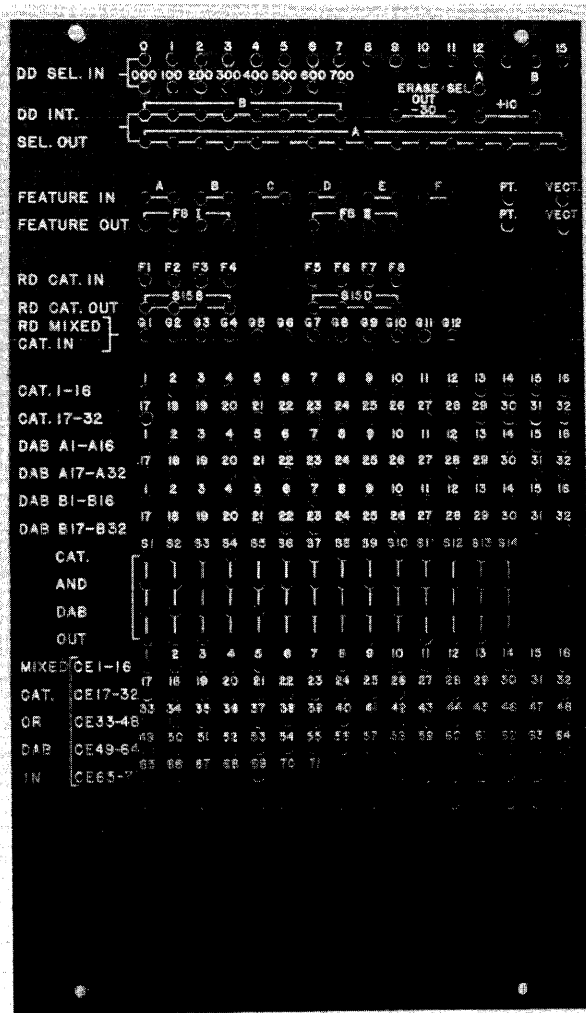 0 1 2 3 4 5 6 7 8 9 10 11 12 15
DD SEL. IN 000 100 200 300 400 500 600 700 A B
ERASE SEL
OUT
-30 +10
DD INT. B
SEL. OUT A
A B C D E F PT. VECT.
FEATURE IN
FEATURE OUT F8 I F8 II PT. VECT.
F1 F2 F3 F4 F5 F6 F7 F8
RD CAT. IN
RD CAT. OUT S15B S15D
RD MIXED G1 G2 G3 G4 G5 G6 G7 G8 G9 G10 G11 G12
CAT. IN
1 2 3 4 5 6 7 8 9 10 11 12 13 14 15 16
CAT. 1-16
17 18 19 20 21 22 23 24 25 26 27 28 29 30 31 32
CAT. 17-32
1 2 3 4 5 6 7 8 9 10 11 12 13 14 15 16
DAB A1-A16
17 18 19 20 21 22 23 24 25 26 27 28 29 30 31 32
DAB A17-A32
1 2 3 4 5 6 7 8 9 10 11 12 13 14 15 16
DAB B1-B16
17 18 19 20 21 22 23 24 25 26 27 28 29 30 31 32
DAB B17-B32
S1 S2 S3 S4 S5 S6 S7 S8 S9 S10 S11 S12 S13 S14
CAT.
AND
DAB
OUT
1 2 3 4 5 6 7 8 9 10 11 12 13 14 15 16
MIXED CE1-16
17 18 19 20 21 22 23 24 25 26 27 28 29 30 31 32
CAT. CE17-32
33 34 35 36 37 38 39 40 41 42 43 44 45 46 47 48
OR CE33-48
49 50 51 52 53 54 55 56 57 58 59 60 61 62 63 64
DAB CE49-64
65 66 67 68 69 70 71
IN CE65-7